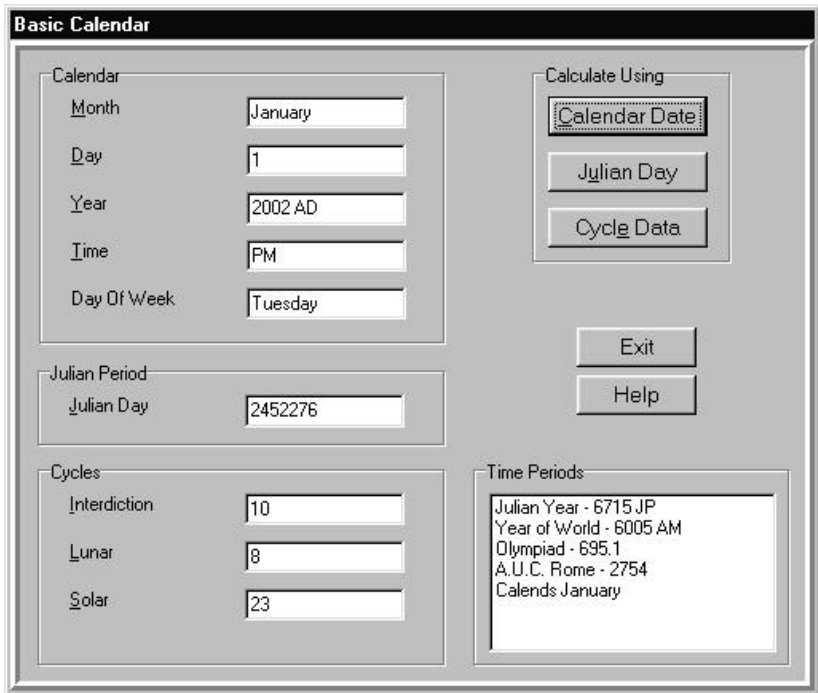 Basic Calendar
Calendar
Month January
Day 1
Year 2002 AD
Time PM
Day Of Week Tuesday
Julian Period
Julian Day 2452276
Cycles
Interdiction 10
Lunar 8
Solar 23
Calculate Using
Calendar Date
Julian Day
Cycle Data
Exit
Help
Time Periods
Julian Year - 6715 JP
Year of World - 6005 AM
Olympiad - 695.1
A.U.C. Rome - 2754
Calends January